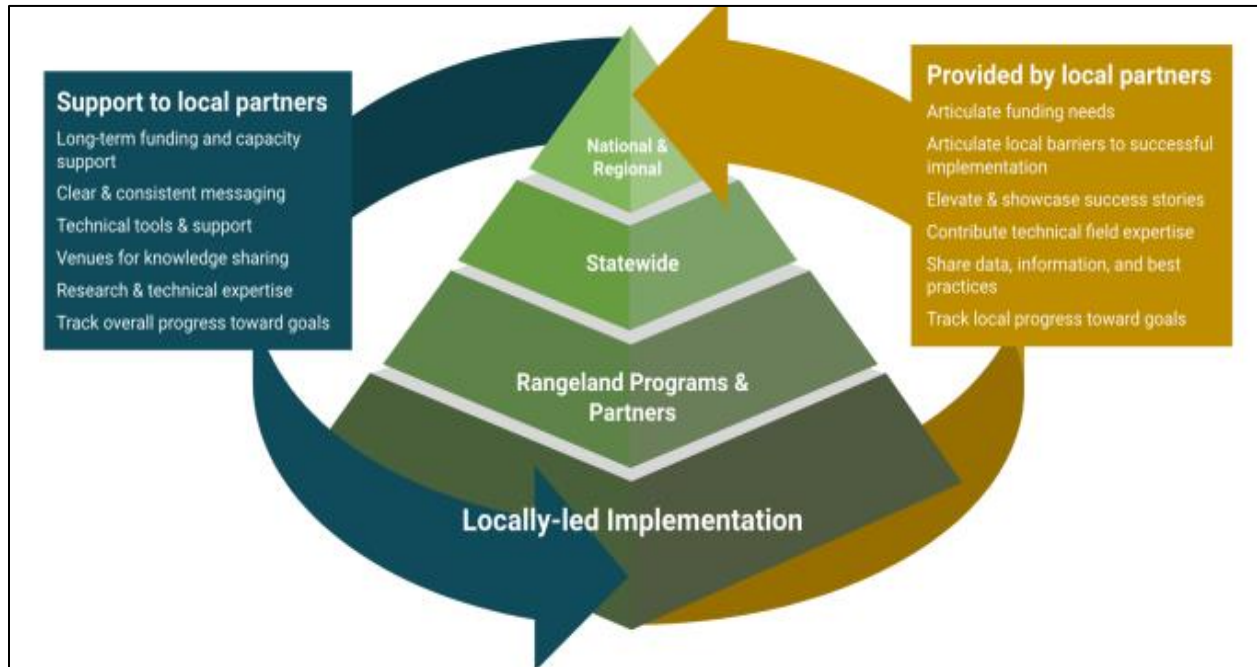 Support to local partners
Long-term funding and capacity
support
Clear & consistent messaging
Technical tools & support
Venues for knowledge sharing
Research & technical expertise
Track overall progress toward goals
National &
Regional
Statewide
Rangeland Programs &
Partners
Locally-led Implementation
Provided by local partners
Articulate funding needs
Articulate local barriers to successful
implementation
Elevate & showcase success stories
Contribute technical field expertise
Share data, information, and best
practices
Track local progress toward goals